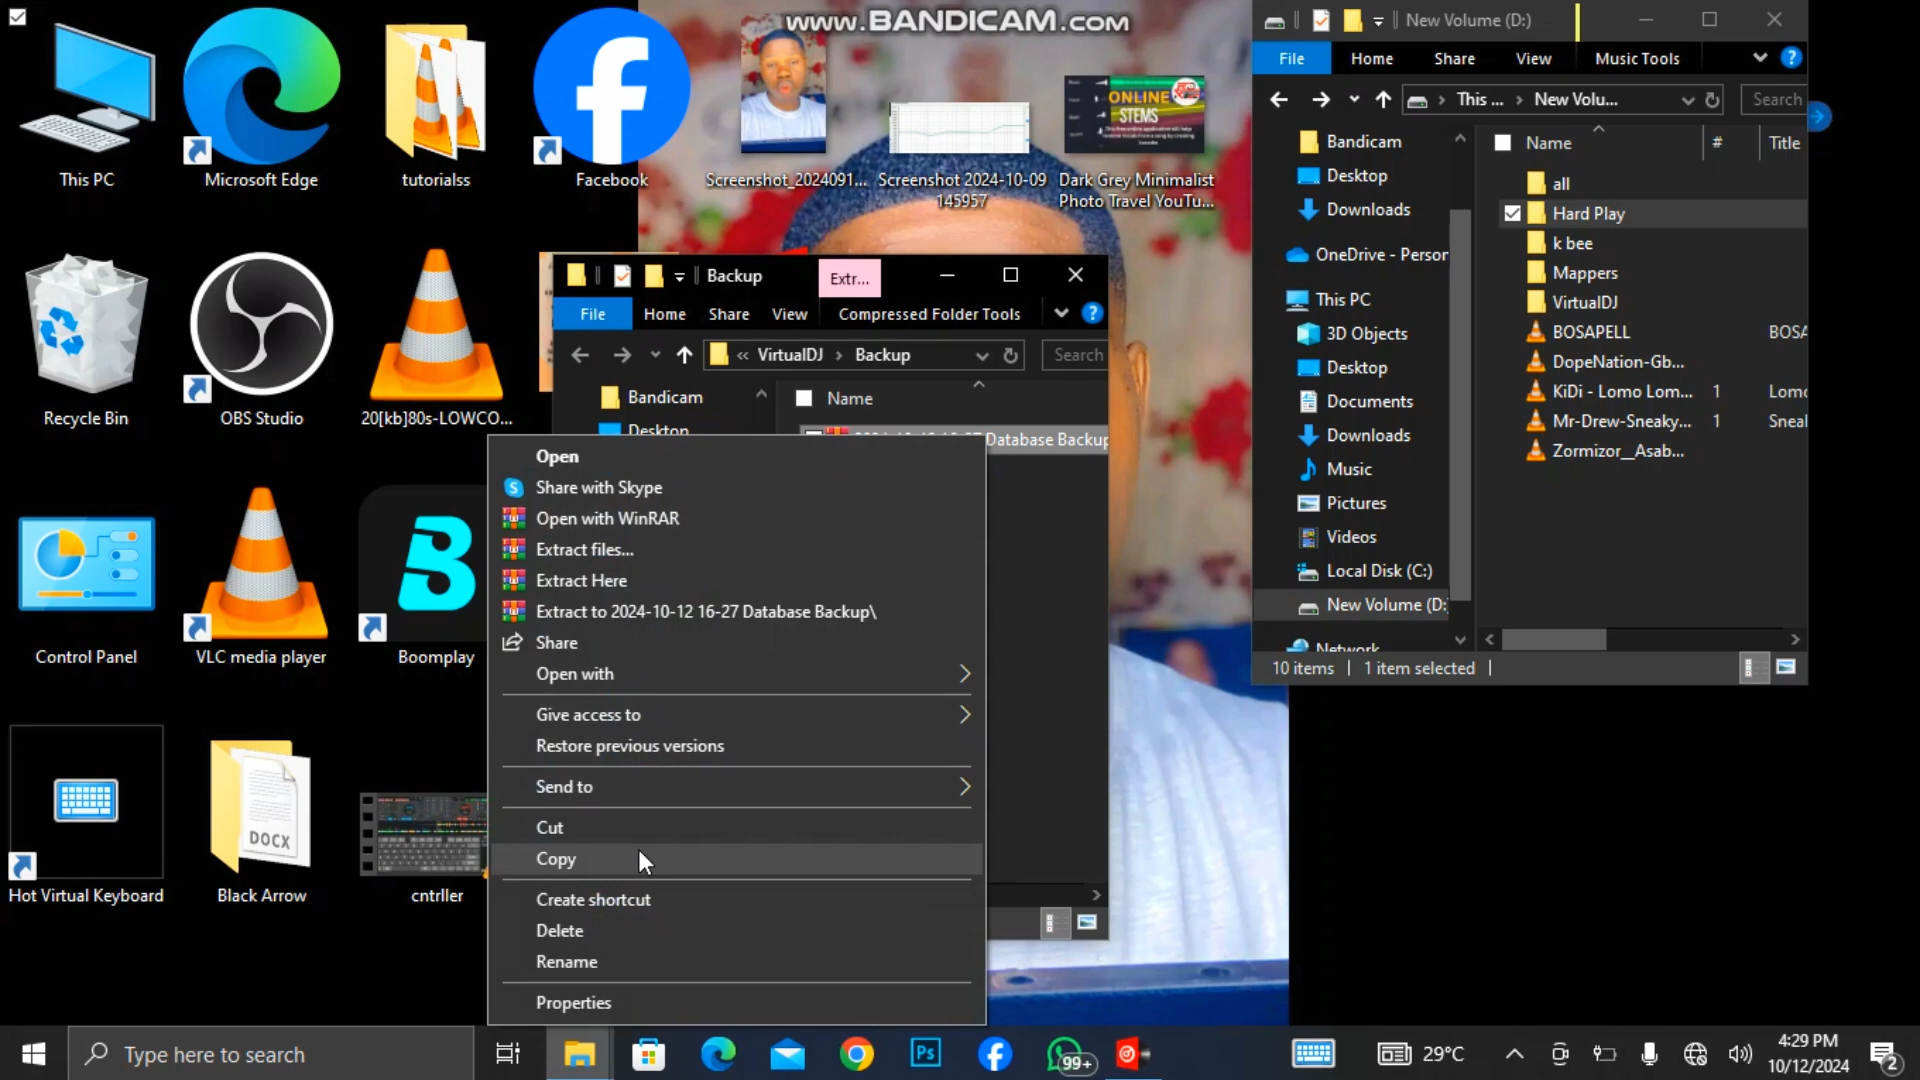 www.BANDICAM.com
This PC
Microsoft Edge
tutorialss
Facebook
Screenshot_2024091...
Screenshot 2024-10-09
145957
ONLINE
STEMS
Dark Grey Minimalist
Photo Travel YouTu...
Recycle Bin
OBS Studio
20[kb]80s-LOWCO...
Control Panel
VLC media player
Boomplay
Hot Virtual Keyboard
DOCX
Black Arrow
cntrller
Backup
Extr...
File
Home
Share
View
Compressed Folder Tools
« VirtualDJ › Backup
Search
Bandicam
Name
Desktop
Database Backup
Open
Share with Skype
Open with WinRAR
Extract files...
Extract Here
Extract to 2024-10-12 16-27 Database Backup\
Share
Open with
Give access to
Restore previous versions
Send to
Cut
Copy
Create shortcut
Delete
Rename
Properties
New Volume (D:)
File
Home
Share
View
Music Tools
This ... › New Volu...
Search
Bandicam
Desktop
Downloads
OneDrive - Person
This PC
3D Objects
Desktop
Documents
Downloads
Music
Pictures
Videos
Local Disk (C:)
New Volume (D:
Network
Name
#
Title
all
Hard Play
k bee
Mappers
VirtualDJ
BOSAPELL BOSA
DopeNation-Gb...
KiDi - Lomo Lom... 1 Lomo
Mr-Drew-Sneaky... 1 Sneal
Zormizor__Asab...
10 items
1 item selected
Type here to search
Ps
99+
29°C
4:29 PM
10/12/2024
2